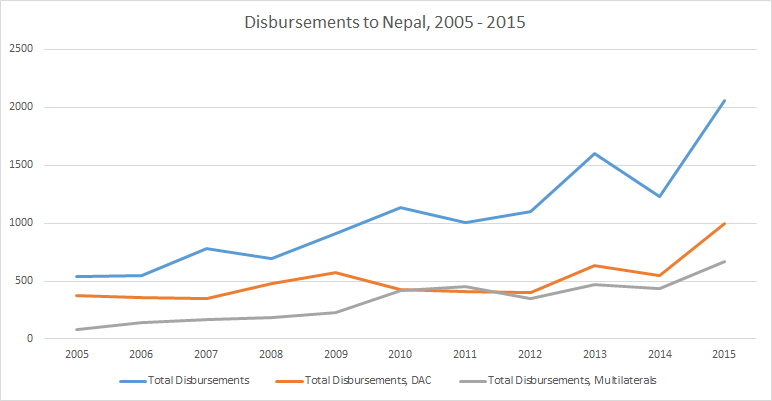 Disbursements to Nepal, 2005 - 2015
2500
2000
1500
1000
500
0
2005 2006 2007 2008 2009 2010 2011 2012 2013 2014 2015
Total Disbursements Total Disbursements, DAC Total Disbursements, Multilaterals